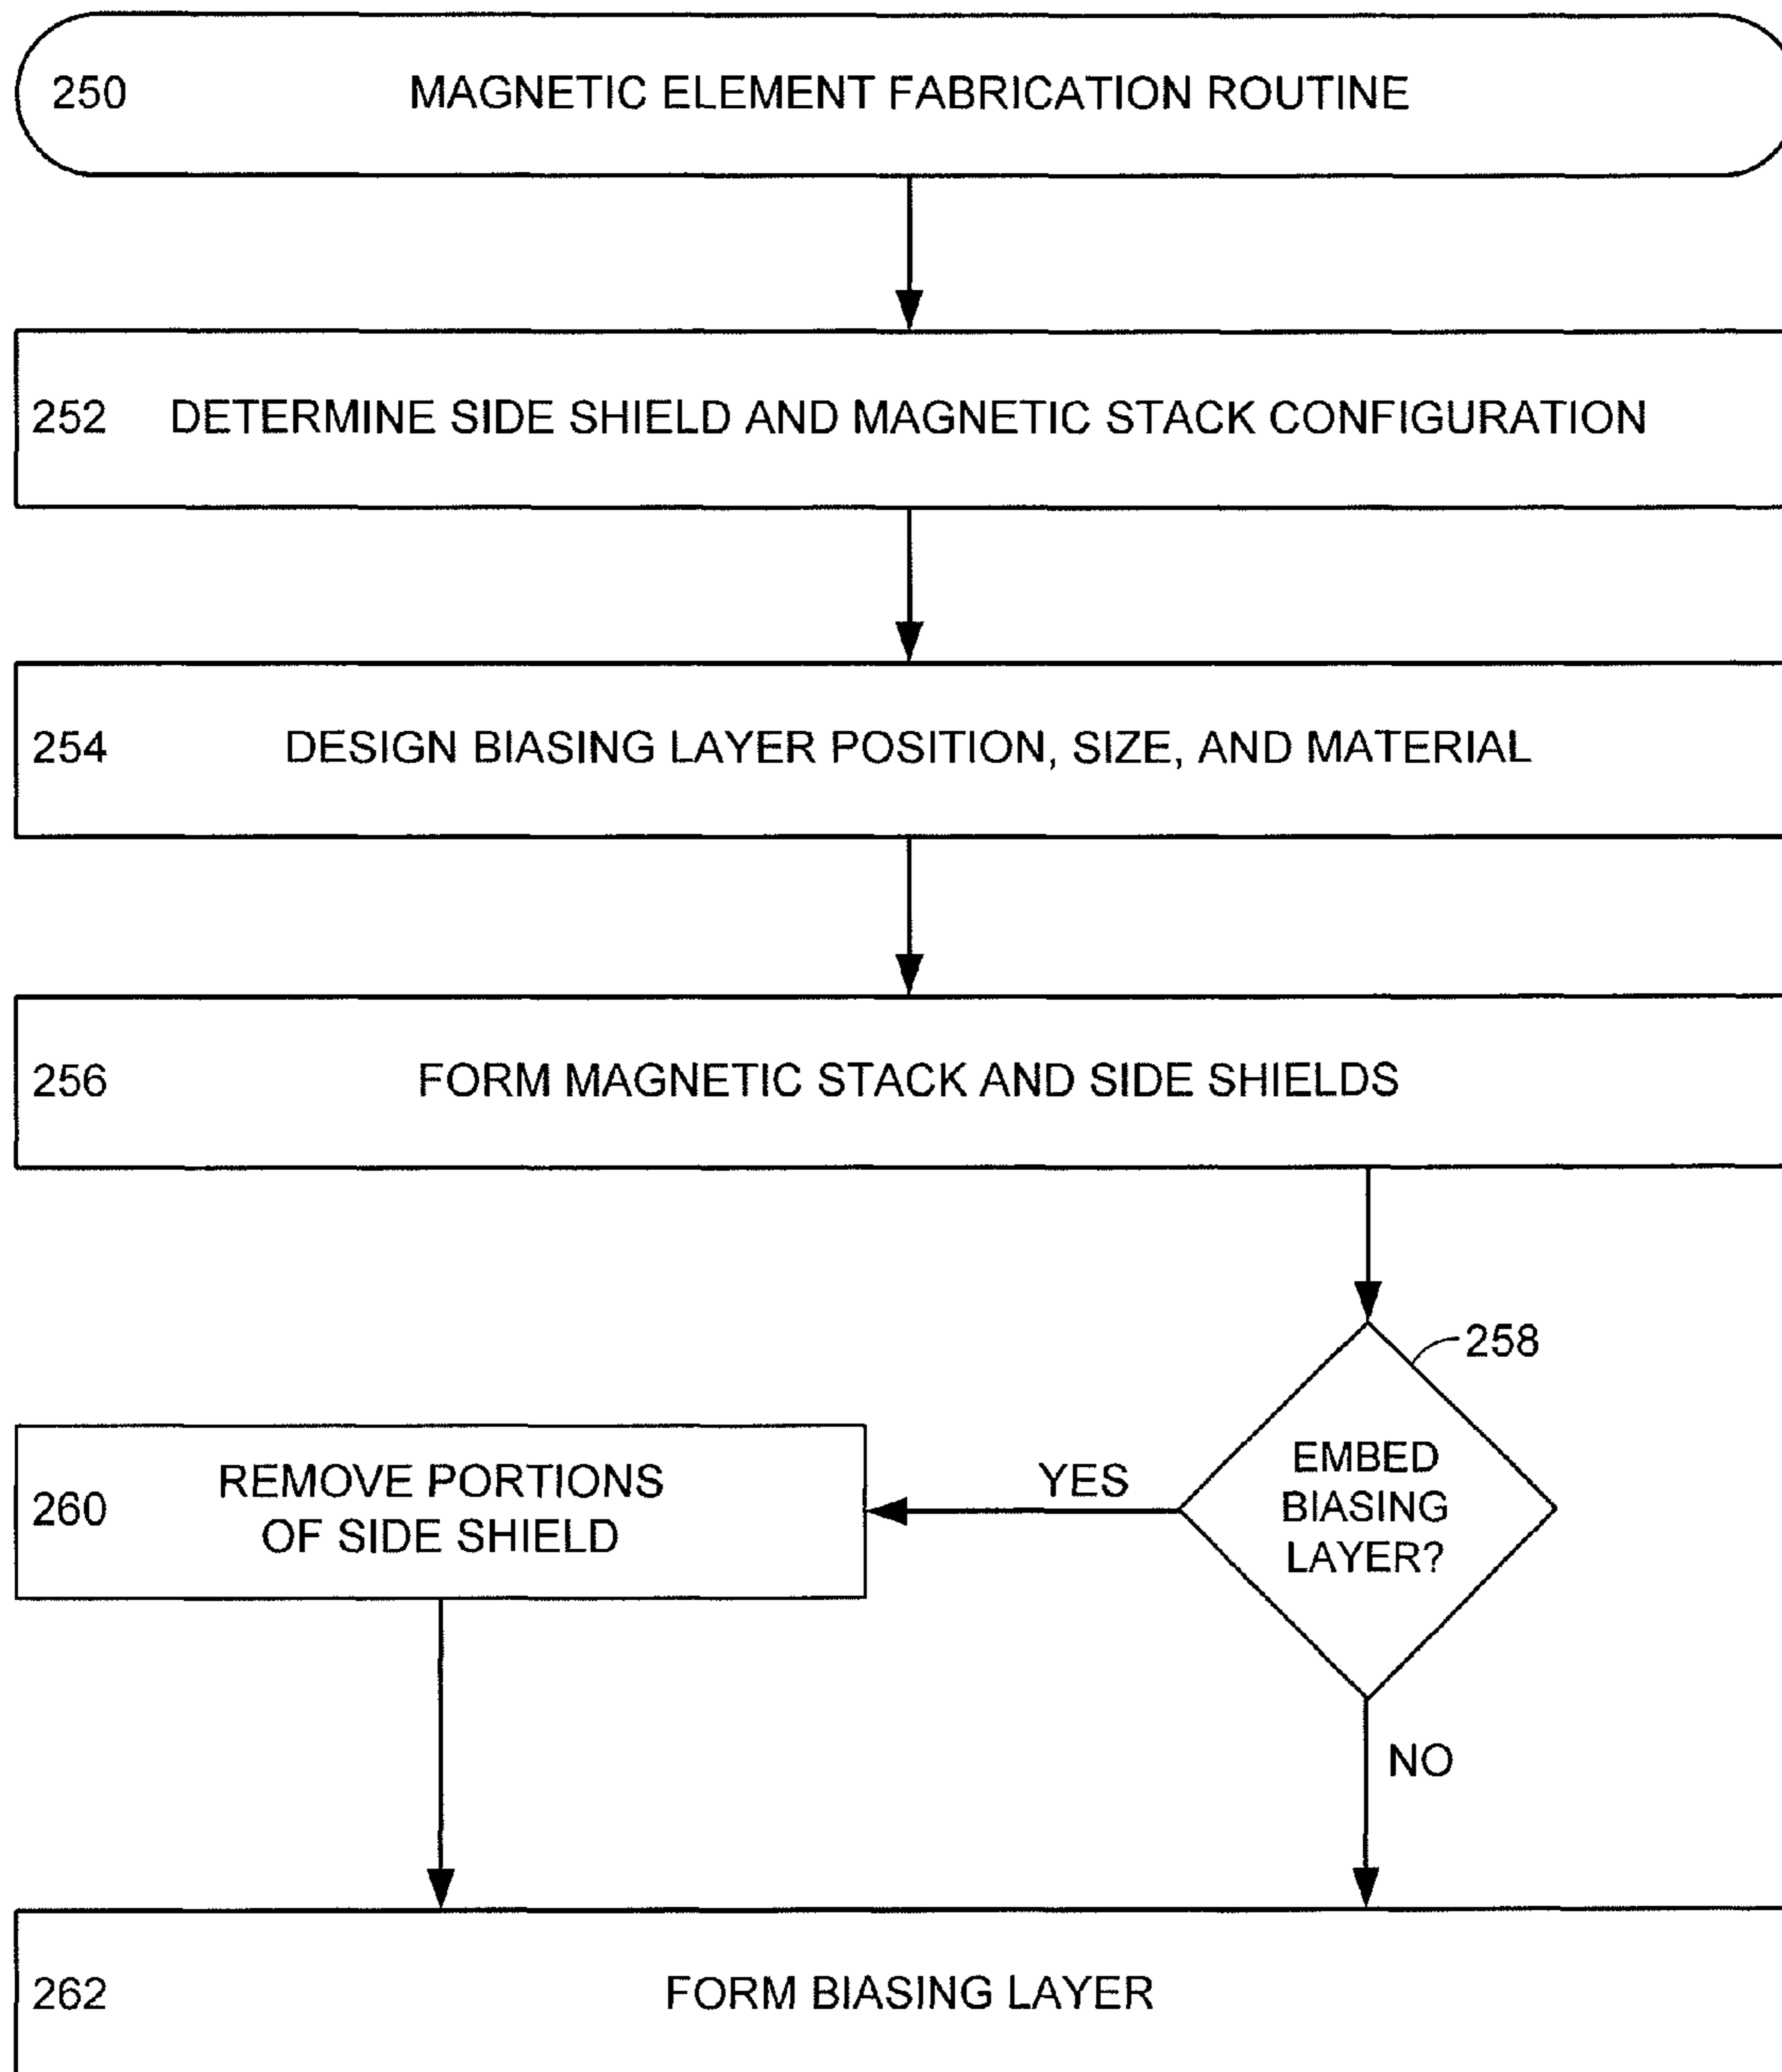 250 MAGNETIC ELEMENT FABRICATION ROUTINE
252 DETERMINE SIDE SHIELD AND MAGNETIC STACK CONFIGURATION
254 DESIGN BIASING LAYER POSITION, SIZE, AND MATERIAL
256 FORM MAGNETIC STACK AND SIDE SHIELDS
258
EMBED
BIASING
LAYER?
YES
260 REMOVE PORTIONS
OF SIDE SHIELD
NO
262 FORM BIASING LAYER